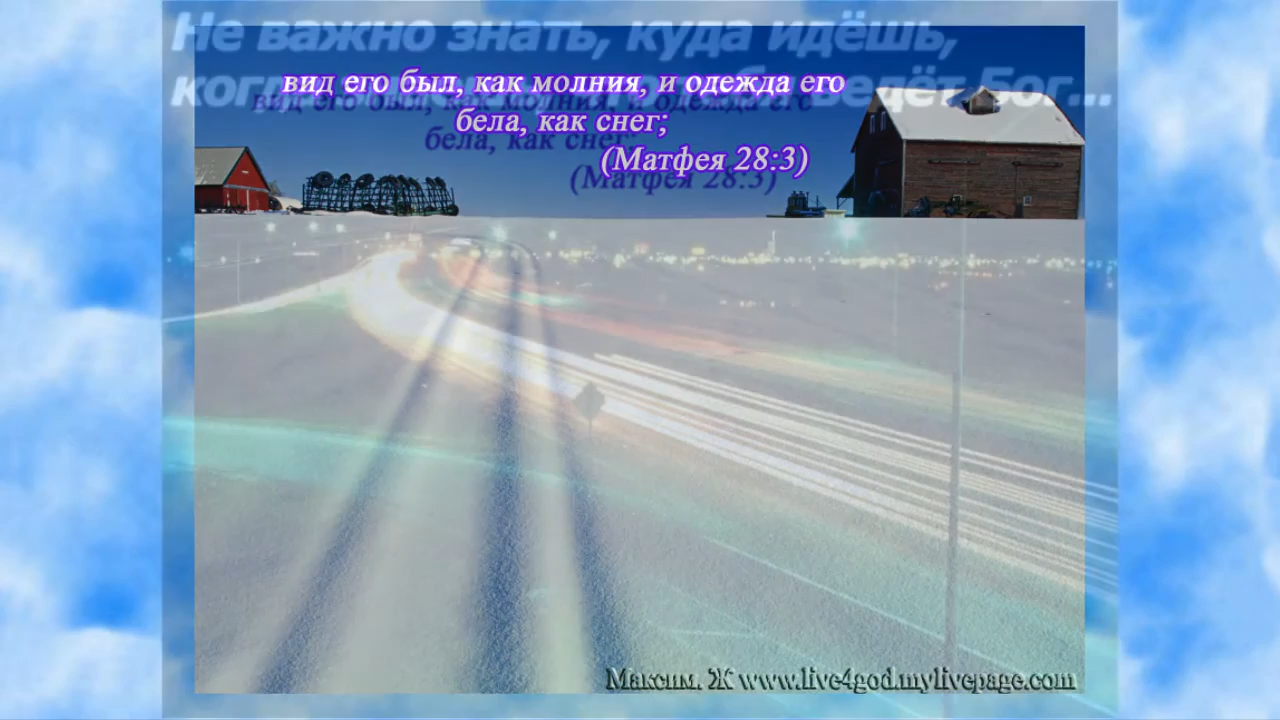 Не важно знать, куда идёшь,
ведёт Бог...
вид его был, как молния, и одежда его
бела, как снег;
(Матфея 28:3)
Максим. Ж www.live4god.mylivepage.com